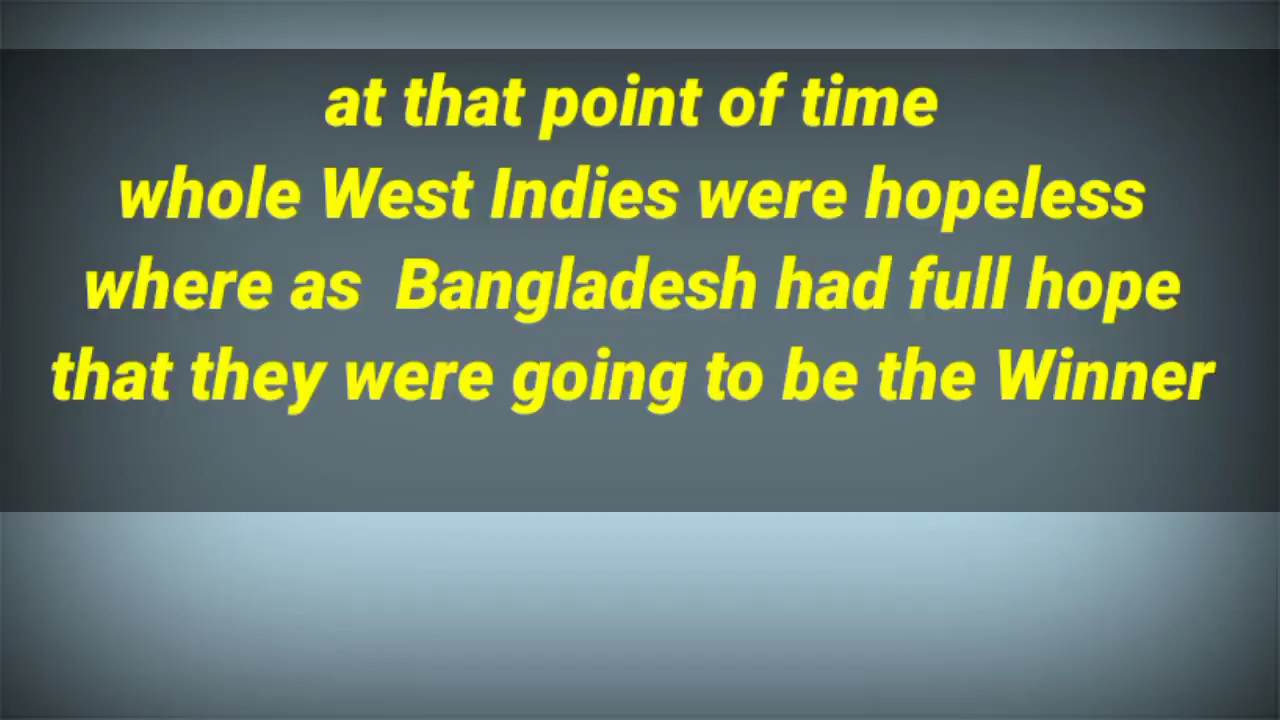 at that point of time
whole West Indies were hopeless
where as  Bangladesh had full hope
that they were going to be the Winner